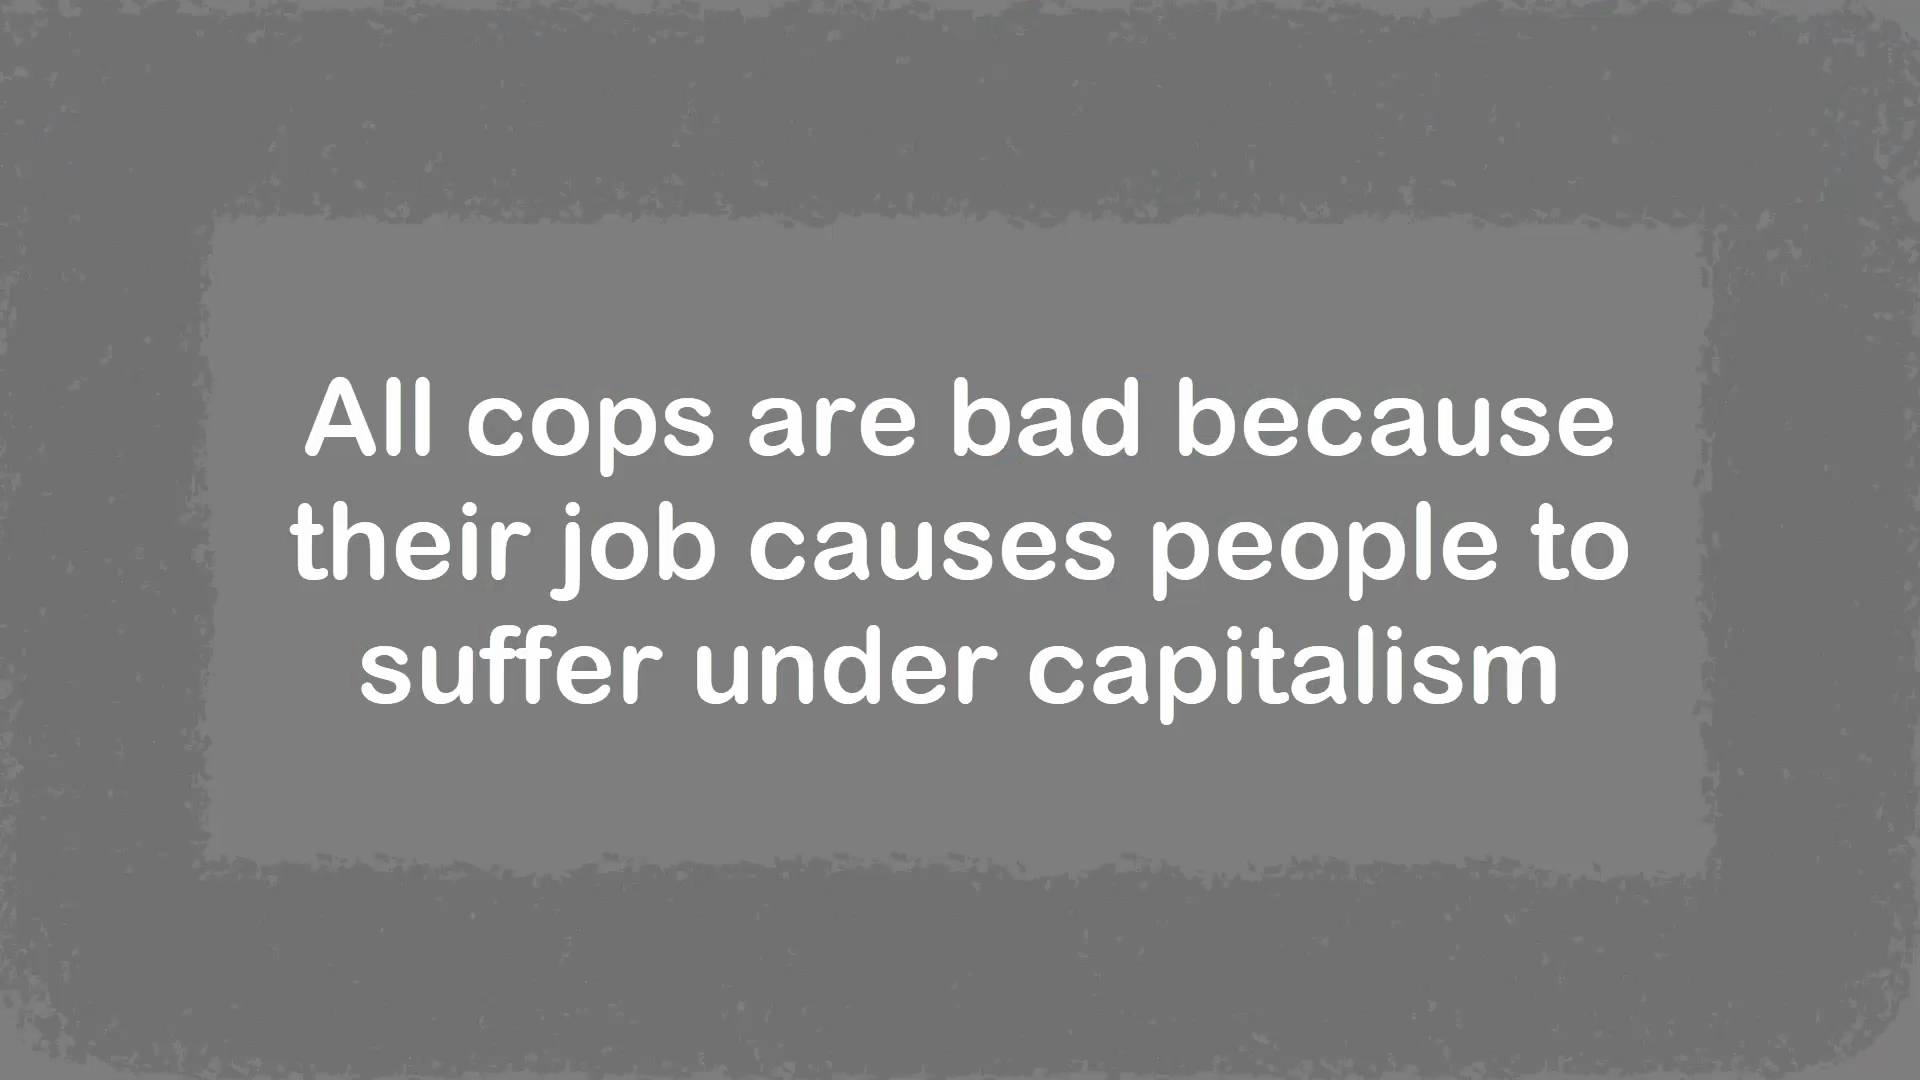 All cops are bad because
their job causes people to
suffer under capitalism